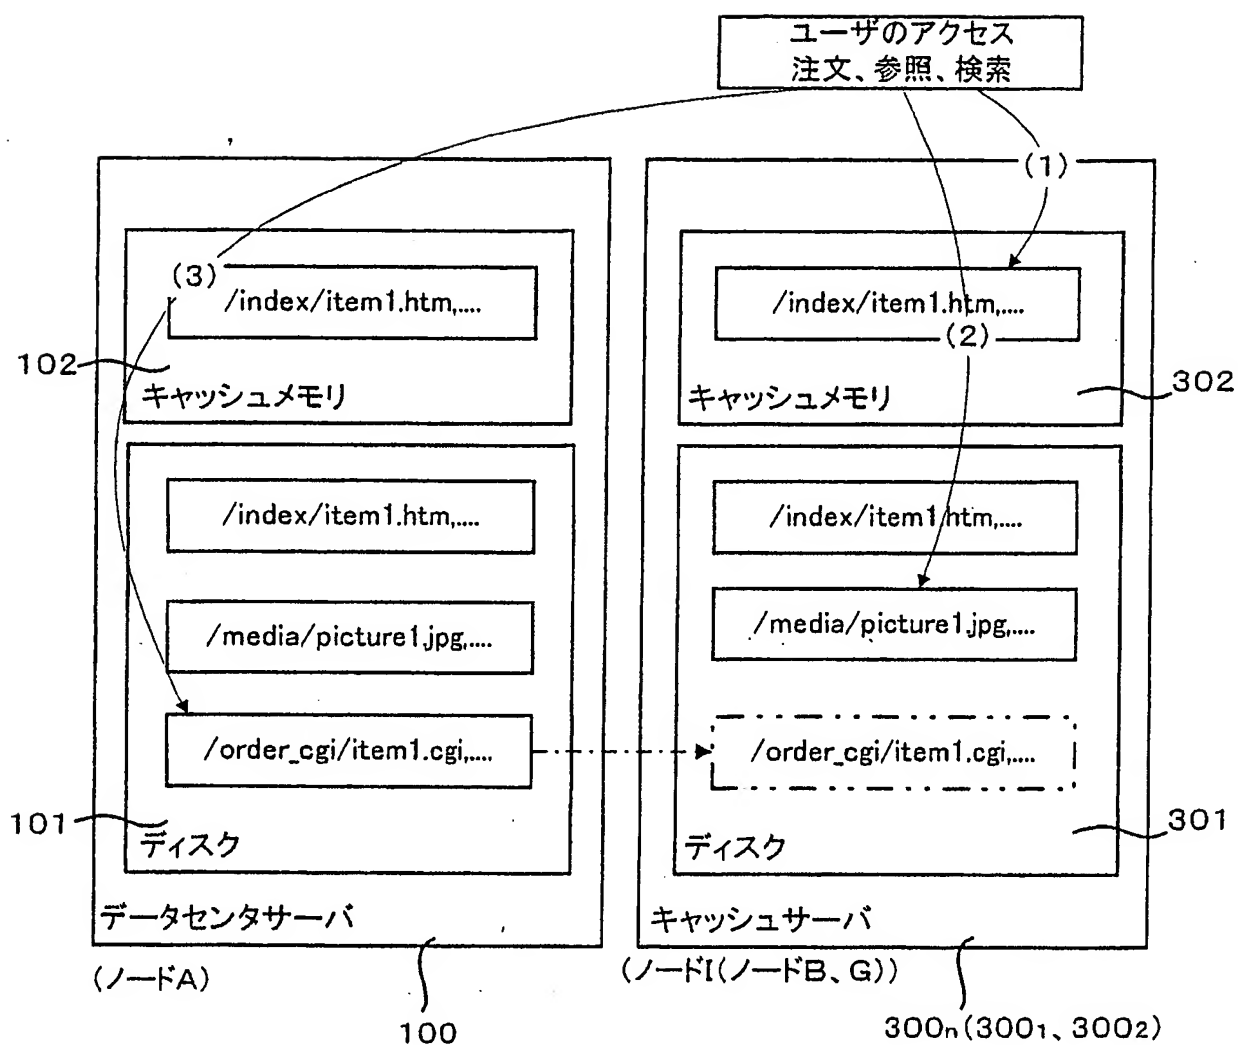 ユーザのアクセス
注文、参照、検索
(1)
(3)
/index/item1.htm,....
/index/item1.htm,....
(2)
102
キャッシュメモリ
キャッシュメモリ
302
/index/item1.htm,....
/index/item1.htm,....
/media/picture1.jpg,....
/media/picture1.jpg,....
/order_cgi/item1.cgi,....
/order_cgi/item1.cgi,....
101
ディスク
ディスク
301
データセンタサーバ
キャッシュサーバ
(ノードA)
(ノードI(ノードB、G))
100
300n(3001、3002)